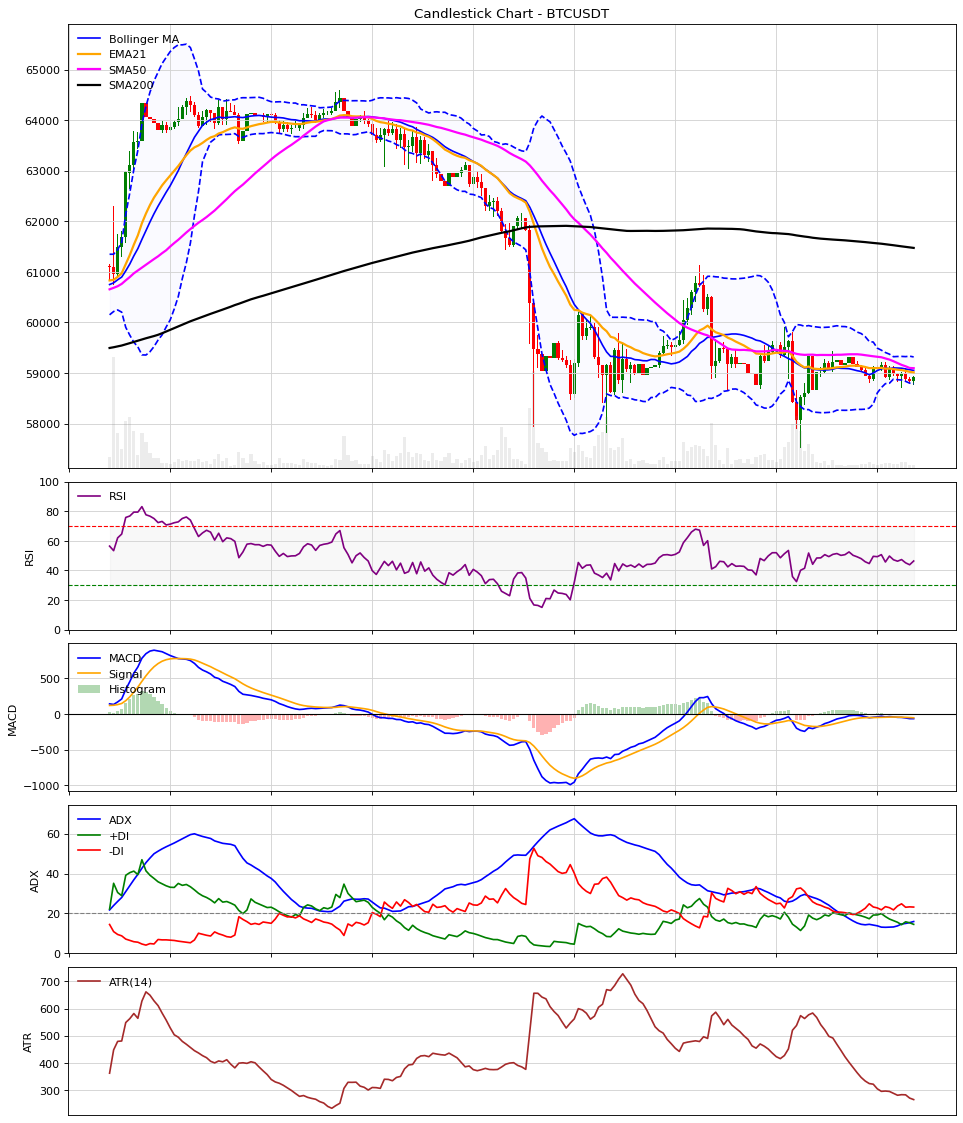 Candlestick Chart - BTCUSDT
Bollinger MA
EMA21
SMA50
SMA200
65000
64000
63000
62000
61000
60000
59000
58000
RSI
100
80
60
40
20
0
RSI
MACD
Signal
Histogram
500
0
−500
−1000
MACD
ADX
+DI
-DI
60
40
20
0
ADX
ATR(14)
700
600
500
400
300
ATR